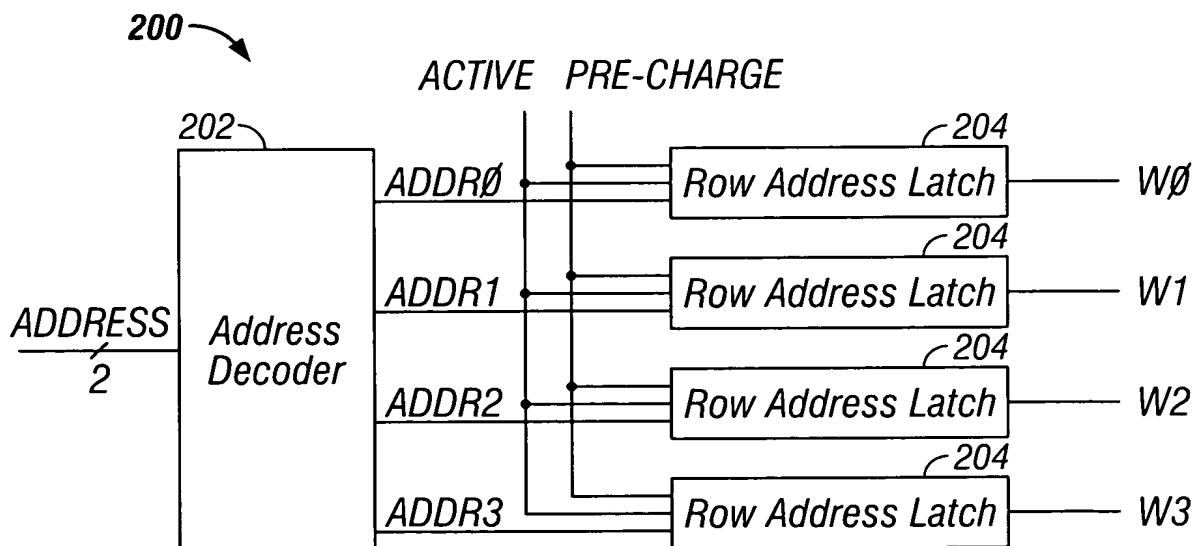 200
ACTIVE PRE-CHARGE
202
204
ADDRØ
Row Address Latch
WØ
204
ADDR1
Row Address Latch
W1
ADDRESS
2
Address
Decoder
204
ADDR2
Row Address Latch
W2
204
ADDR3
Row Address Latch
W3